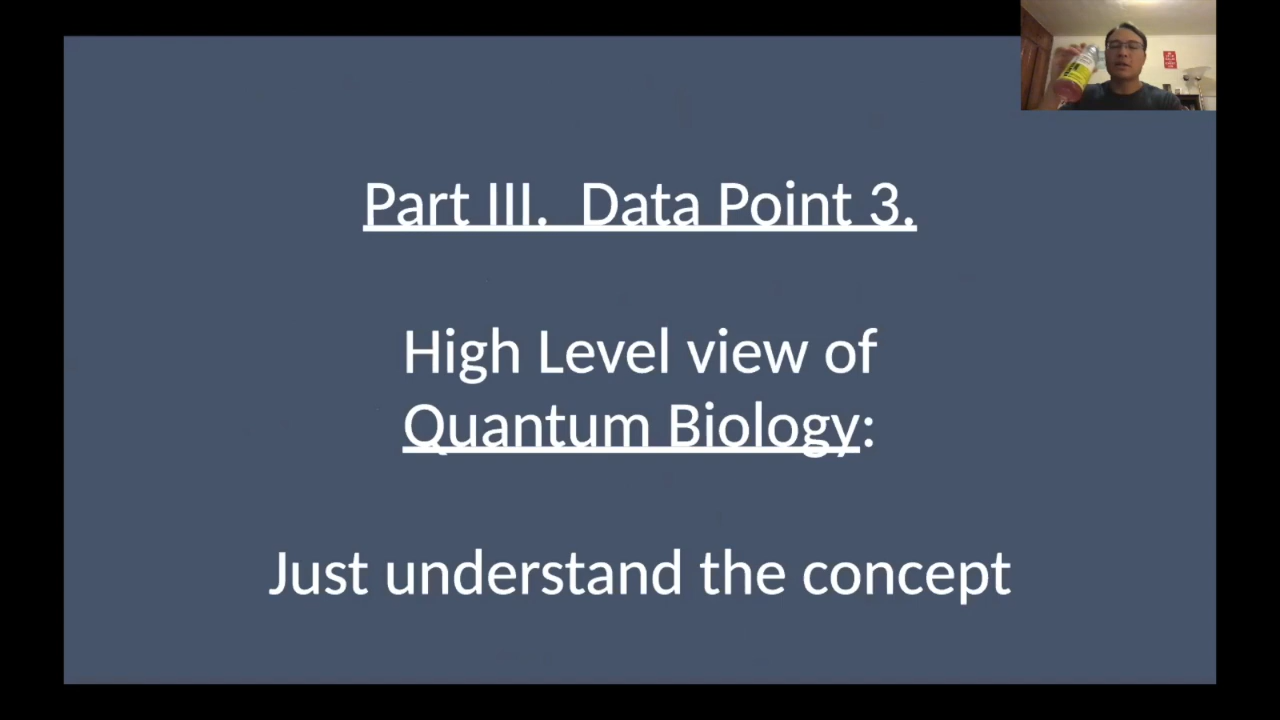 Part III.  Data Point 3.
High Level view of
Quantum Biology:
Just understand the concept